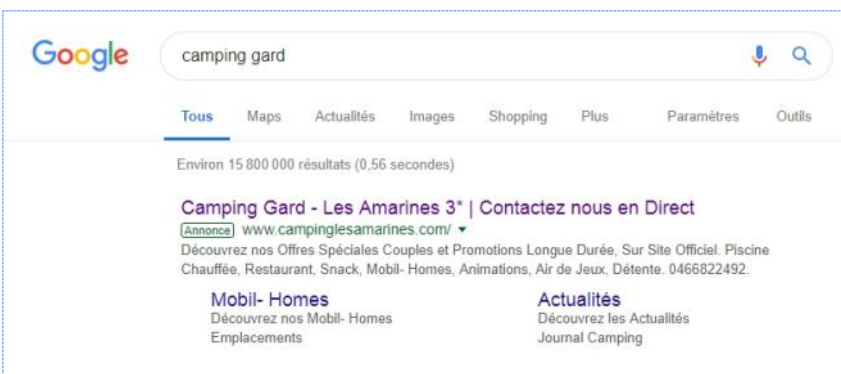 Google
camping gard
Tous Maps Actualités Images Shopping Plus Paramètres Outils
Environ 15 800 000 résultats (0,56 secondes)
Camping Gard - Les Amarines 3* | Contactez nous en Direct
Annonce www.campinglesamarines.com/
Découvrez nos Offres Spéciales Couples et Promotions Longue Durée, Sur Site Officiel. Piscine
Chauffée, Restaurant, Snack, Mobil- Homes, Animations, Air de Jeux, Détente. 0466822492.
Mobil- Homes Actualités
Découvrez nos Mobil- Homes Découvrez les Actualités
Emplacements Journal Camping